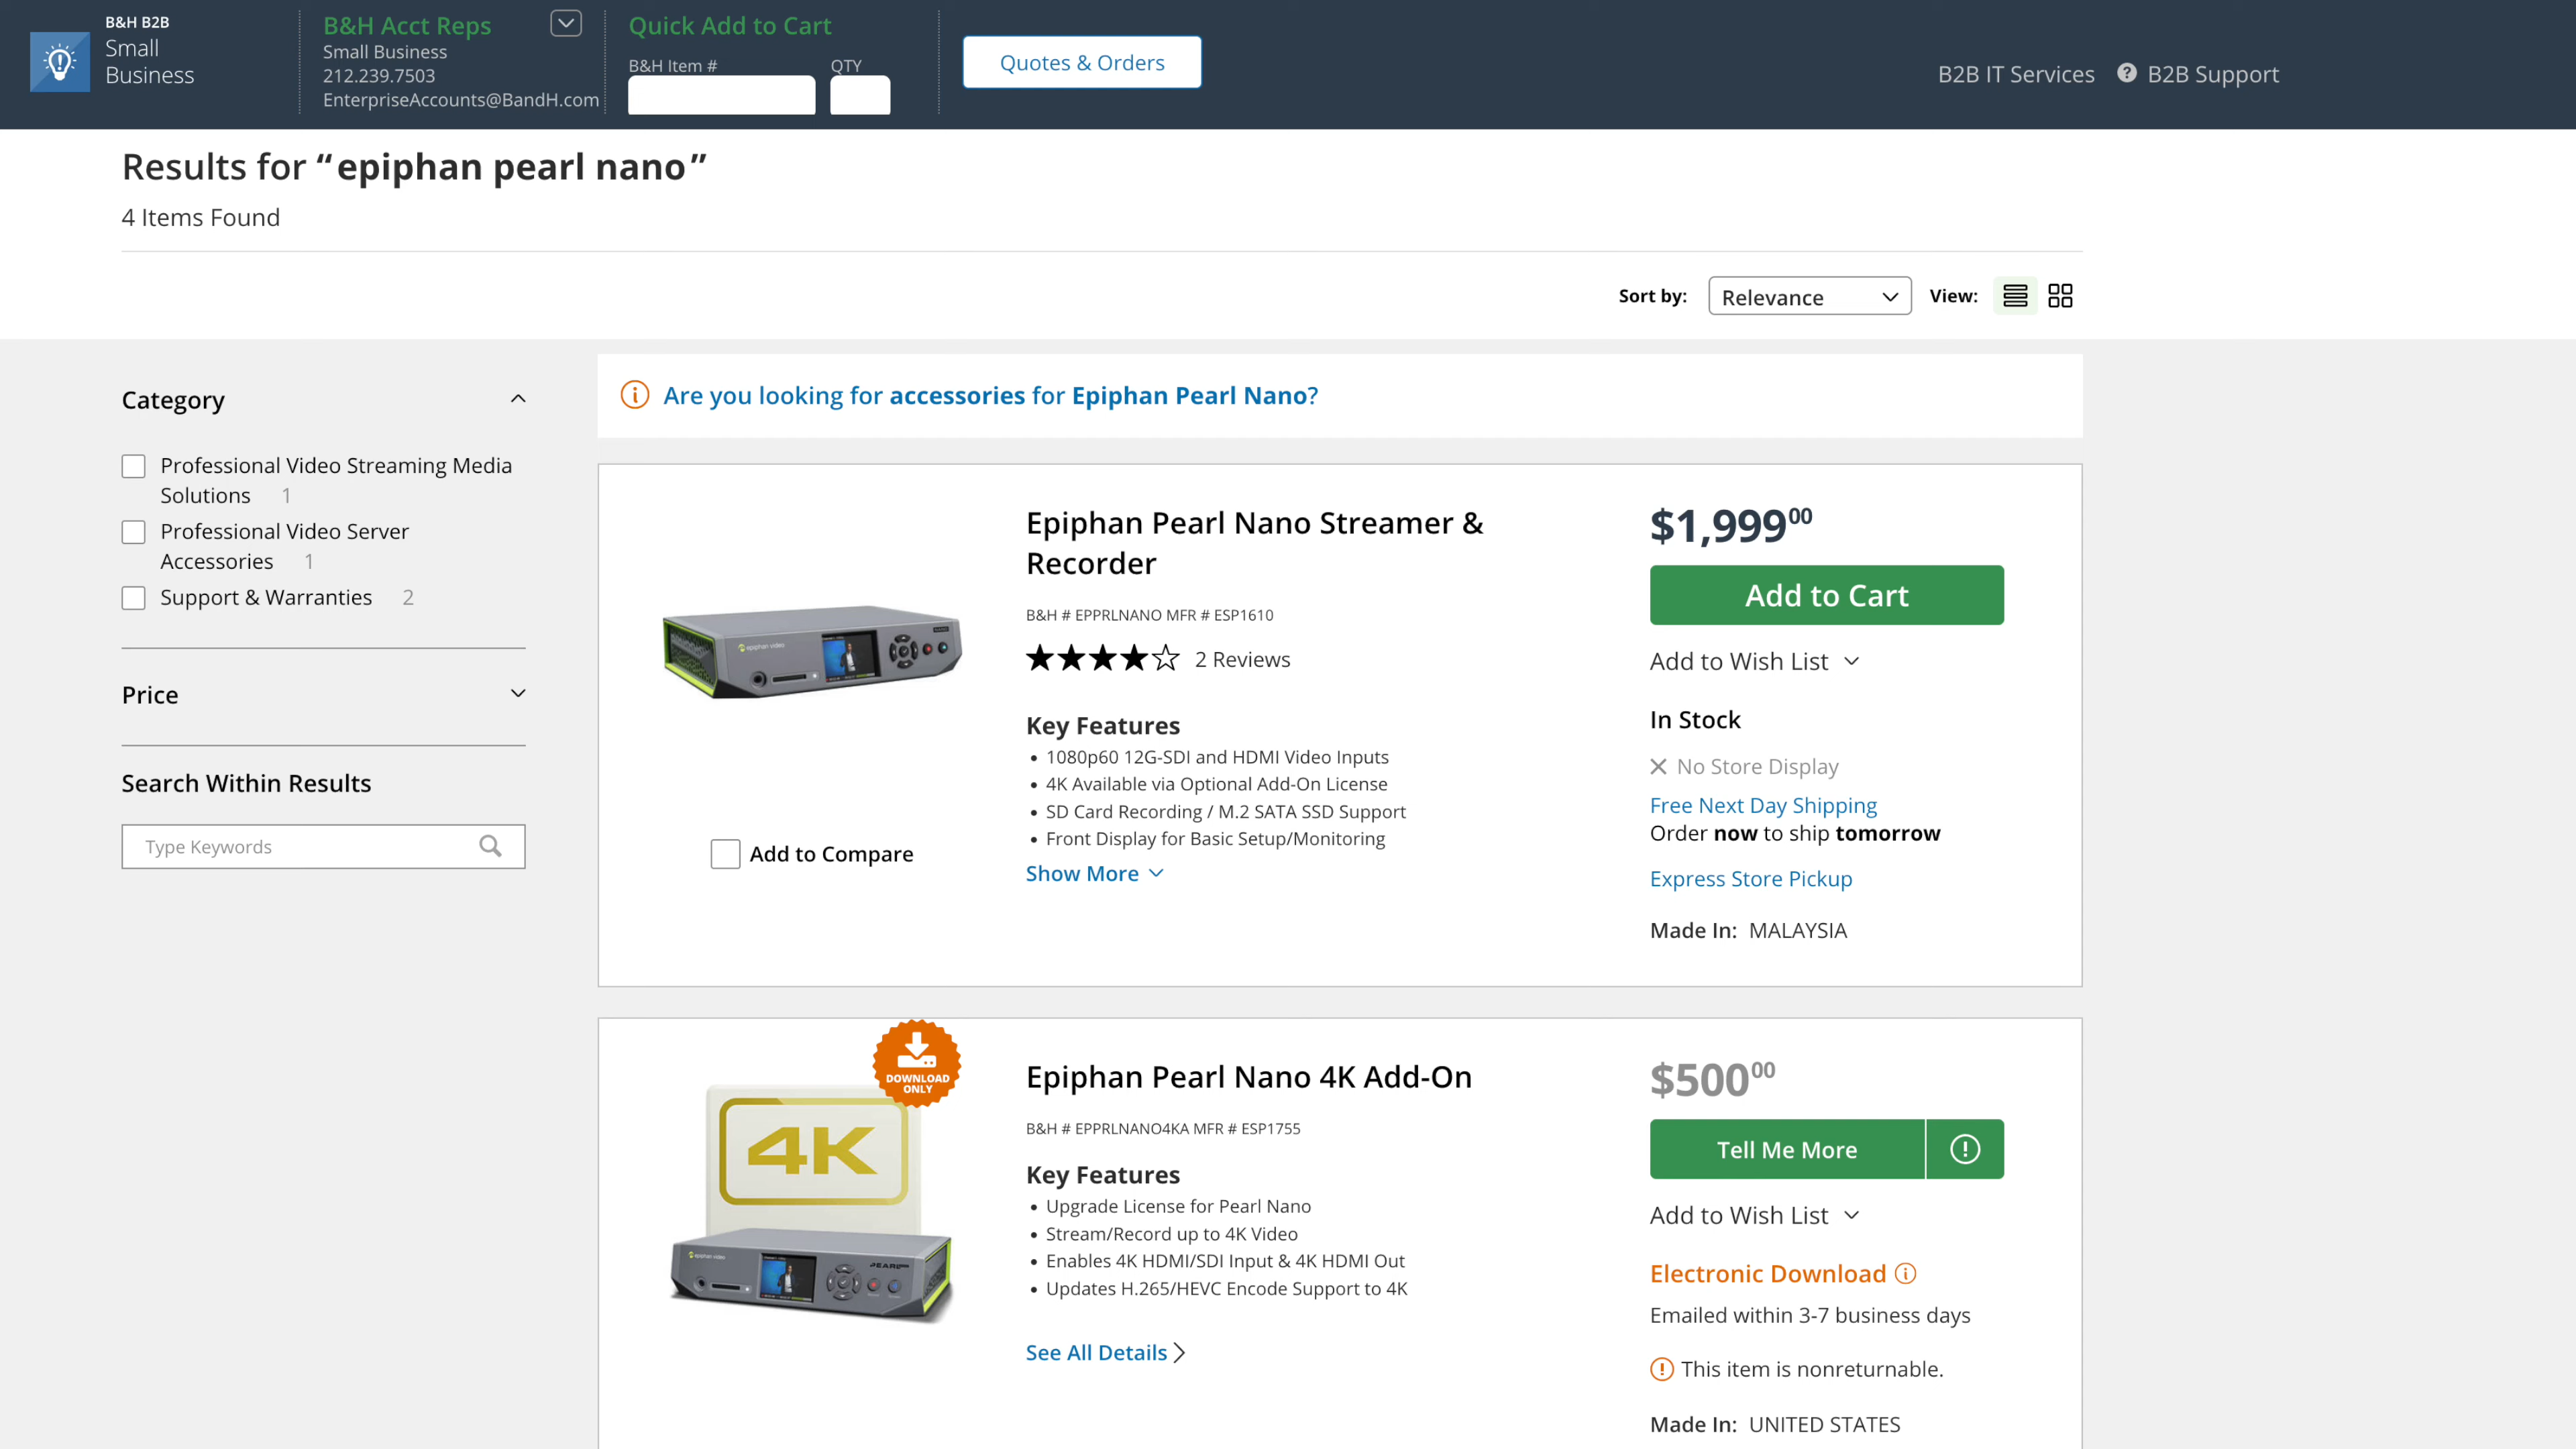 B&H B2B
Small
Business
B&H Acct Reps
Small Business
212.239.7503
EnterpriseAccounts@BandH.com
Quick Add to Cart
B&H Item #
QTY
Quotes & Orders
B2B IT Services
B2B Support
Results for “epiphan pearl nano”
4 Items Found
Sort by:
Relevance
View:
Category
Professional Video Streaming Media
Solutions 1
Professional Video Server
Accessories 1
Support & Warranties 2
Price
Search Within Results
Type Keywords
Are you looking for accessories for Epiphan Pearl Nano?
Epiphan Pearl Nano Streamer &
Recorder
B&H # EPPRLNANO MFR # ESP1610
2 Reviews
Key Features
• 1080p60 12G-SDI and HDMI Video Inputs
• 4K Available via Optional Add-On License
• SD Card Recording / M.2 SATA SSD Support
• Front Display for Basic Setup/Monitoring
Show More
epiphan video
Add to Compare
$1,999.00
Add to Cart
Add to Wish List
In Stock
No Store Display
Free Next Day Shipping
Order now to ship tomorrow
Express Store Pickup
Made In: MALAYSIA
DOWNLOAD
ONLY
4K
epiphan video
PEARL
Epiphan Pearl Nano 4K Add-On
B&H # EPPRLNANO4KA MFR # ESP1755
Key Features
• Upgrade License for Pearl Nano
• Stream/Record up to 4K Video
• Enables 4K HDMI/SDI Input & 4K HDMI Out
• Updates H.265/HEVC Encode Support to 4K
See All Details
$500.00
Tell Me More
Add to Wish List
Electronic Download
Emailed within 3-7 business days
This item is nonreturnable.
Made In: UNITED STATES